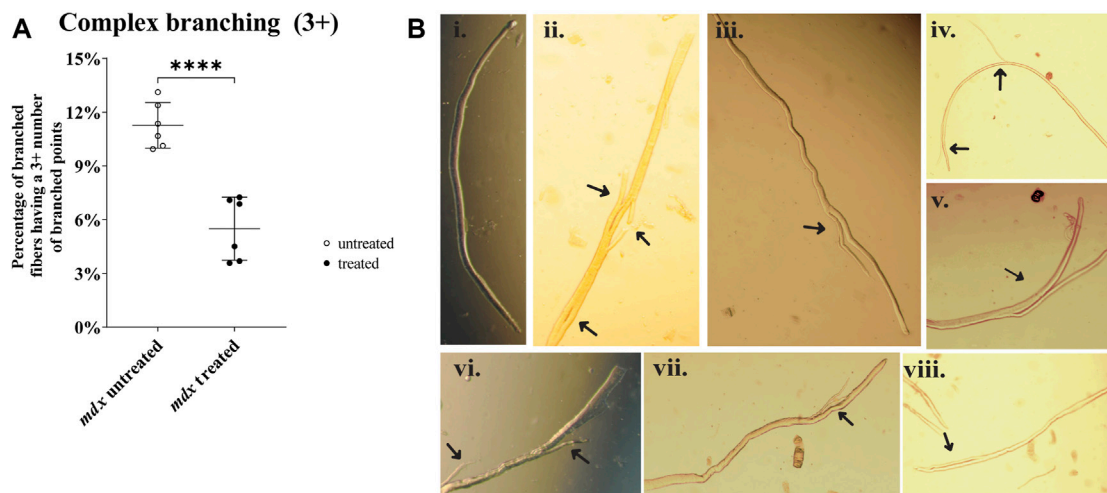 A
Complex branching (3+)
Percentage of branched
fibers having a 3+ number
of branched points
15%
12%
9%
6%
3%
0%
****
untreated
treated
mdx untreated
mdx treated
B
i.
ii.
iii.
iv.
v.
vi.
vii.
viii.